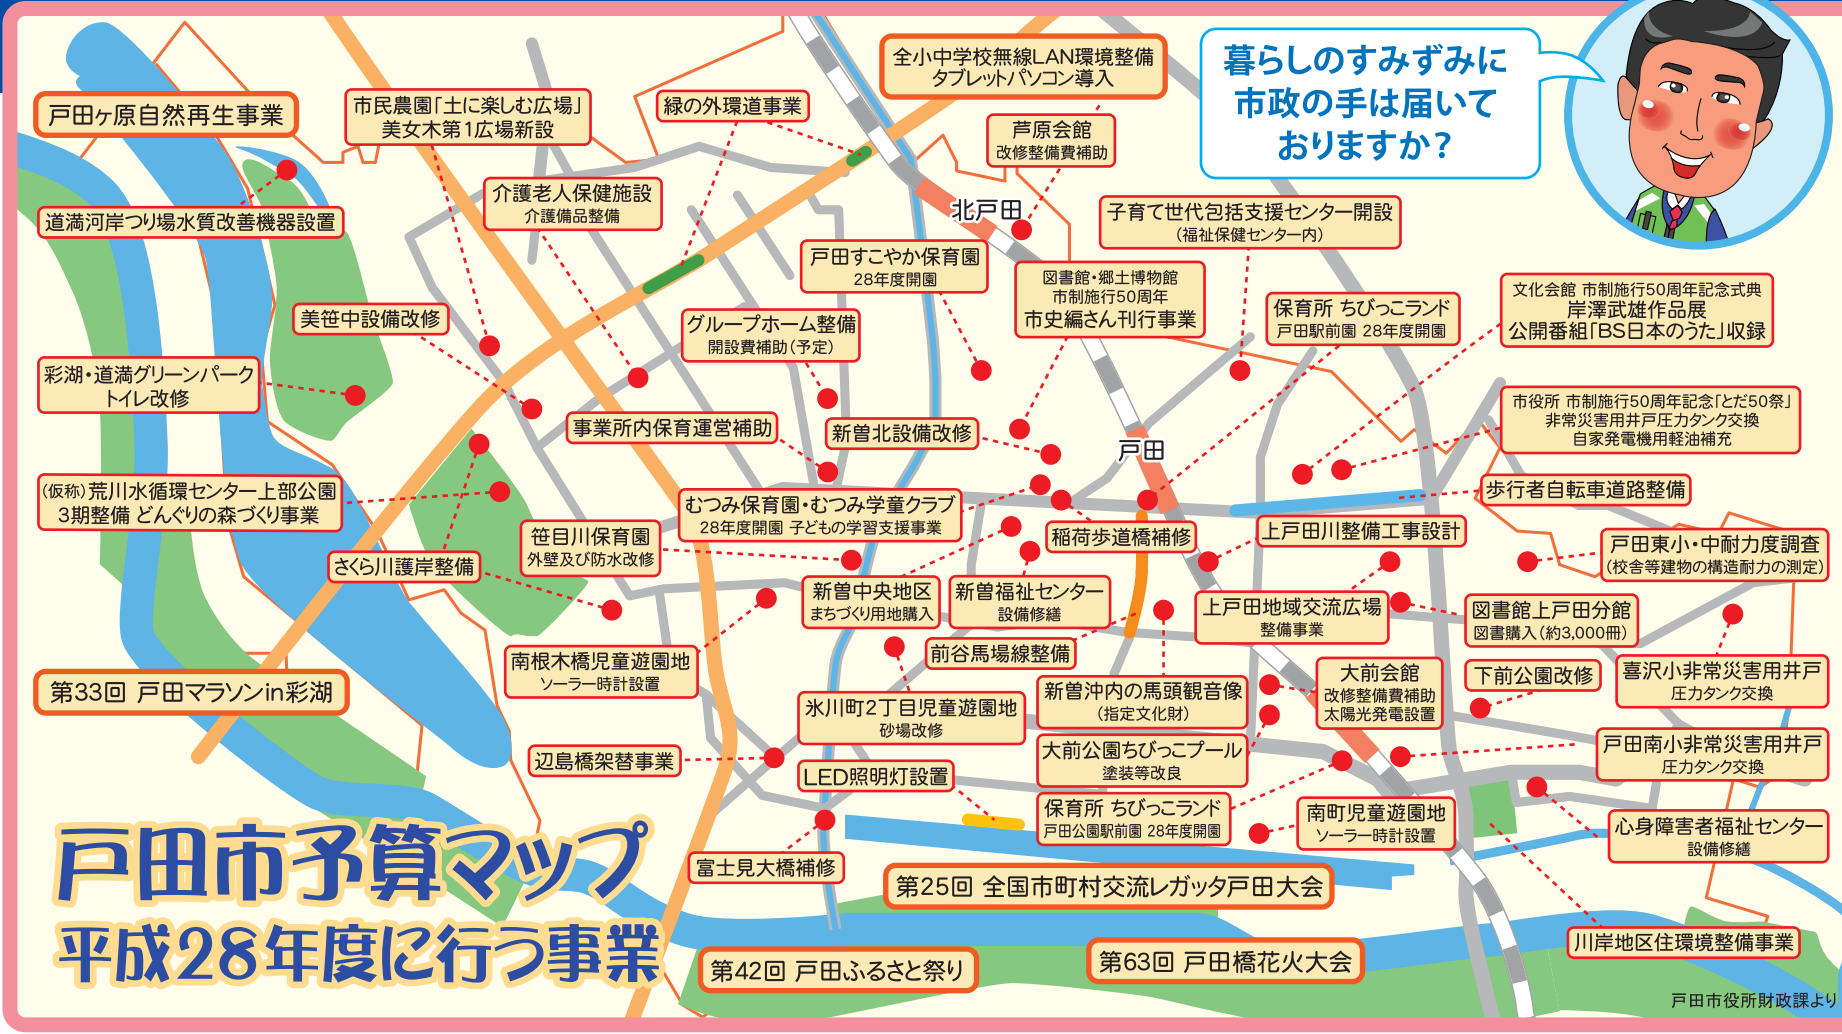 全小中学校無線LAN環境整備
タブレットパソコン導入
暮らしのすみずみに
市政の手は届いて
おりますか?
戸田ヶ原自然再生事業
市民農園「土に楽しむ広場」
美女木第1広場新設
緑の外環道事業
芦原会館
改修整備費補助
道満河岸つり場水質改善機器設置
介護老人保健施設
介護備品整備
北戸田
子育て世代包括支援センター開設
(福祉保健センター内)
戸田すこやか保育園
28年度開園
図書館・郷土博物館
市制施行50周年
市史編さん刊行事業
保育所 ちびっこランド
戸田駅前園 28年度開園
文化会館 市制施行50周年記念式典
岸澤武雄作品展
公開番組「BS日本のうた」収録
美笹中設備改修
グループホーム整備
開設費補助(予定)
彩湖・道満グリーンパーク
トイレ改修
事業所内保育運営補助
新曽北設備改修
戸田
市役所 市制施行50周年記念「とだ50祭」
非常災害用井戸圧力タンク交換
自家発電機用軽油補充
(仮称)荒川水循環センター上部公園
3期整備 どんぐりの森づくり事業
むつみ保育園・むつみ学童クラブ
28年度開園 子どもの学習支援事業
歩行者自転車道路整備
笹目川保育園
外壁及び防水改修
稲荷歩道橋補修
上戸田川整備工事設計
戸田東小・中耐力度調査
(校舎等建物の構造耐力の測定)
さくら川護岸整備
新曽中央地区
まちづくり用地購入
新曽福祉センター
設備修繕
上戸田地域交流広場
整備事業
図書館上戸田分館
図書購入(約3,000冊)
南根木橋児童遊園地
ソーラー時計設置
前谷馬場線整備
第33回 戸田マラソンin彩湖
新曽沖内の馬頭観音像
(指定文化財)
大前会館
改修整備費補助
太陽光発電設置
下前公園改修
喜沢小非常災害用井戸
圧力タンク交換
氷川町2丁目児童遊園地
砂場改修
辺島橋架替事業
大前公園ちびっこプール
塗装等改良
戸田南小非常災害用井戸
圧力タンク交換
LED照明灯設置
保育所 ちびっこランド
戸田公園駅前園 28年度開園
南町児童遊園地
ソーラー時計設置
心身障害者福祉センター
設備修繕
富士見大橋補修
第25回 全国市町村交流レガッタ戸田大会
戸田市予算マップ
平成28年度に行う事業
川岸地区住環境整備事業
第42回 戸田ふるさと祭り
第63回 戸田橋花火大会
戸田市役所財政課より